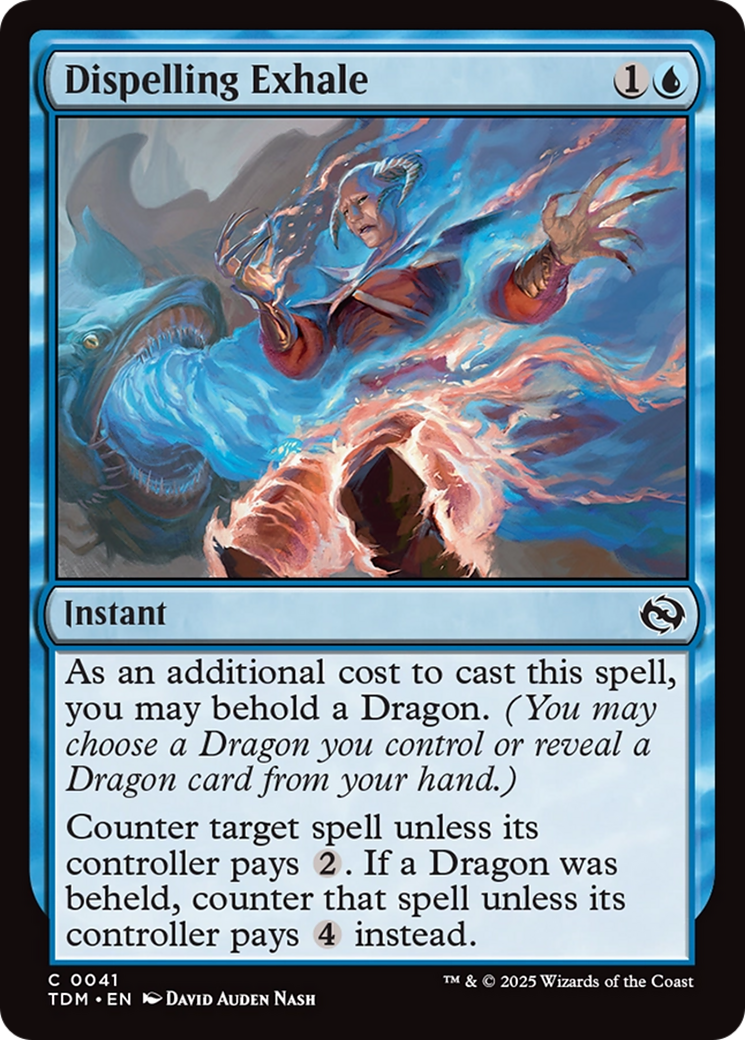 Dispelling Exhale 1
Instant
As an additional cost to cast this spell,
you may behold a Dragon. (You may
choose a Dragon you control or reveal a
Dragon card from your hand.)
Counter target spell unless its
controller pays 2. If a Dragon was
beheld, counter that spell unless its
controller pays 4 instead.
C 0041
TDM • EN DAVID AUDEN NASH
™ & © 2025 Wizards of the Coast